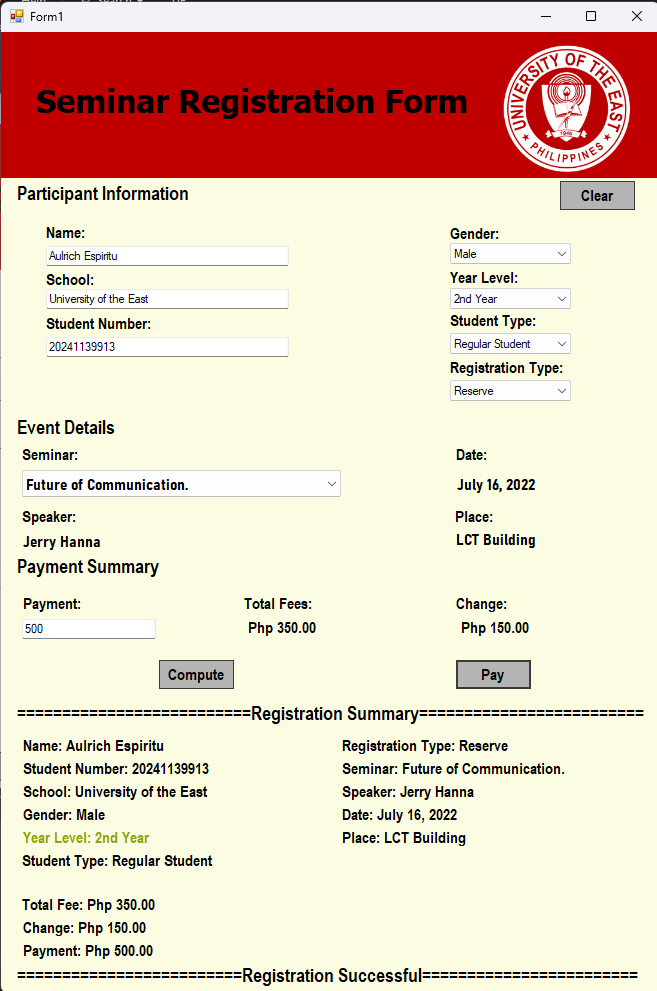 Form1
Seminar Registration Form
UNIVERSITY OF THE EAST
1946
PHILIPPINES
Participant Information
Clear
Name:
Gender:
Aulrich Espiritu
Male
School:
Year Level:
University of the East
2nd Year
Student Number:
Student Type:
20241139913
Regular Student
Registration Type:
Reserve
Event Details
Seminar:
Date:
Future of Communication.
July 16, 2022
Speaker:
Place:
Jerry Hanna
LCT Building
Payment Summary
Payment:
Total Fees:
Change:
500
Php 350.00
Php 150.00
Compute
Pay
==========================Registration Summary=========================
Name: Aulrich Espiritu
Registration Type: Reserve
Student Number: 20241139913
Seminar: Future of Communication.
School: University of the East
Speaker: Jerry Hanna
Gender: Male
Date: July 16, 2022
Year Level: 2nd Year
Place: LCT Building
Student Type: Regular Student
Total Fee: Php 350.00
Change: Php 150.00
Payment: Php 500.00
=========================Registration Successful========================